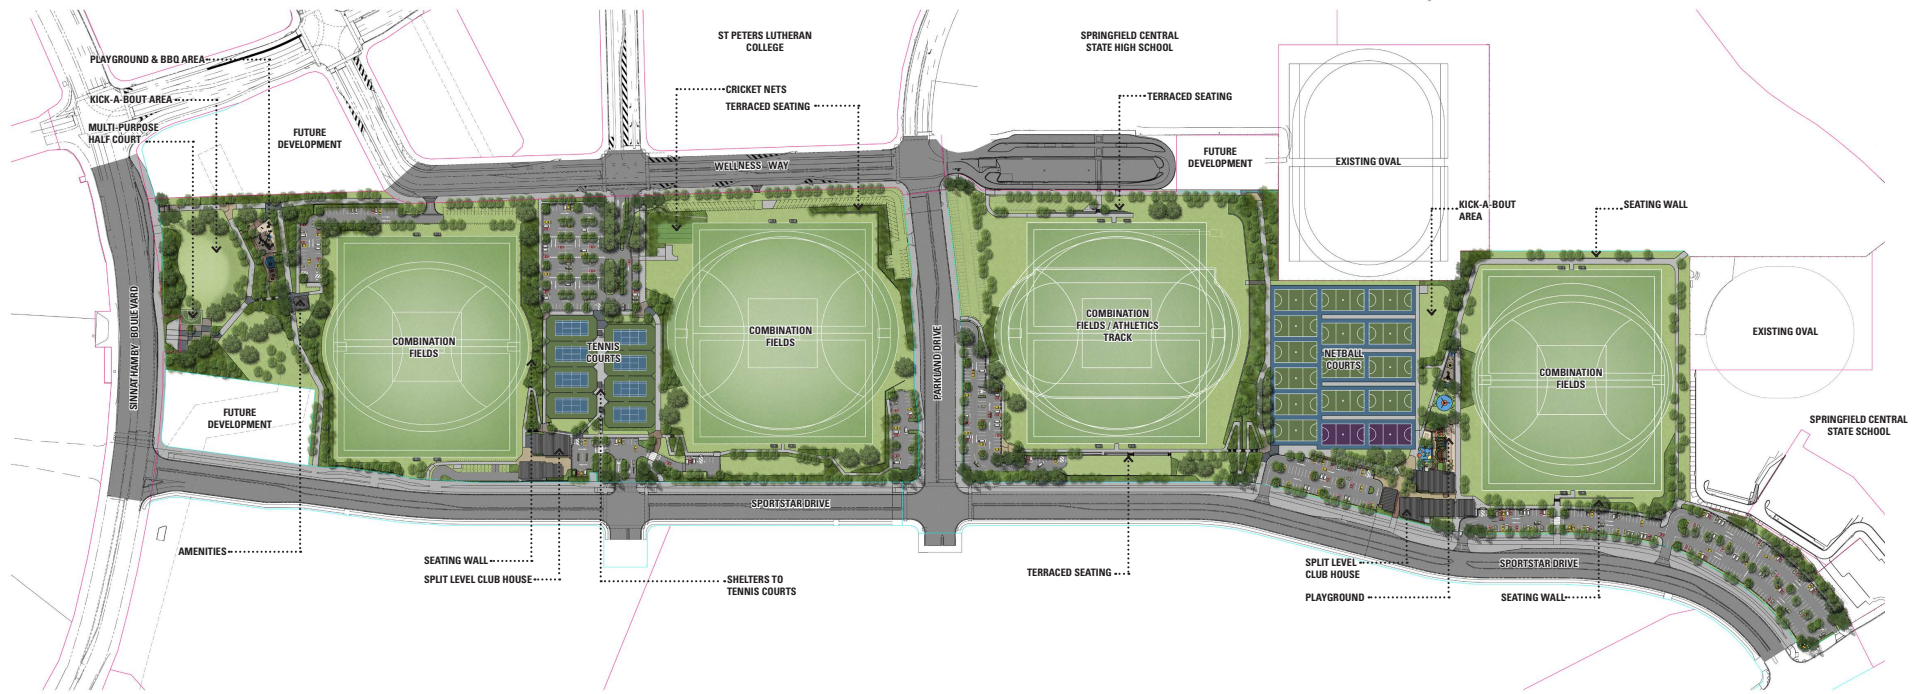 ST PETERS LUTHERAN
COLLEGE
SPRINGFIELD CENTRAL
STATE HIGH SCHOOL
PLAYGROUND & BBQ AREA
KICK-A-BOUT AREA
MULTI-PURPOSE
HALF COURT
FUTURE
DEVELOPMENT
CRICKET NETS
TERRACED SEATING
TERRACED SEATING
WELLNESS WAY
FUTURE
DEVELOPMENT
EXISTING OVAL
KICK-A-BOUT
AREA
SEATING WALL
SINNATHAMBY BOULEVARD
COMBINATION
FIELDS
TENNIS
COURTS
COMBINATION
FIELDS
PARKLAND DRIVE
COMBINATION
FIELDS / ATHLETICS
TRACK
NETBALL
COURTS
COMBINATION
FIELDS
EXISTING OVAL
FUTURE
DEVELOPMENT
SPRINGFIELD CENTRAL
STATE SCHOOL
SPORTSTAR DRIVE
AMENITIES
SEATING WALL
SPLIT LEVEL CLUB HOUSE
SHELTERS TO
TENNIS COURTS
TERRACED SEATING
SPLIT LEVEL
CLUB HOUSE
PLAYGROUND
SPORTSTAR DRIVE
SEATING WALL